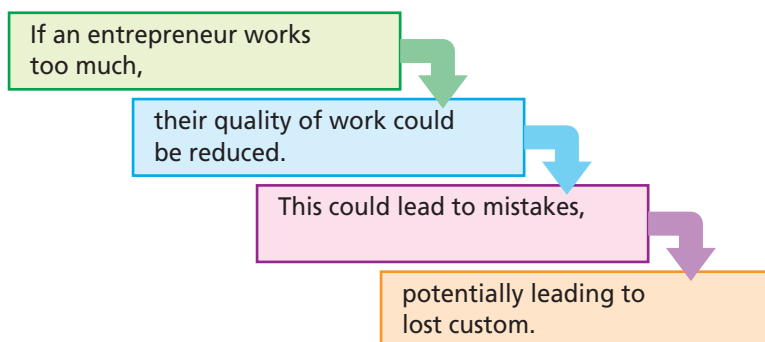 If an entrepreneur works
too much,
their quality of work could
be reduced.
This could lead to mistakes,
potentially leading to
lost custom.